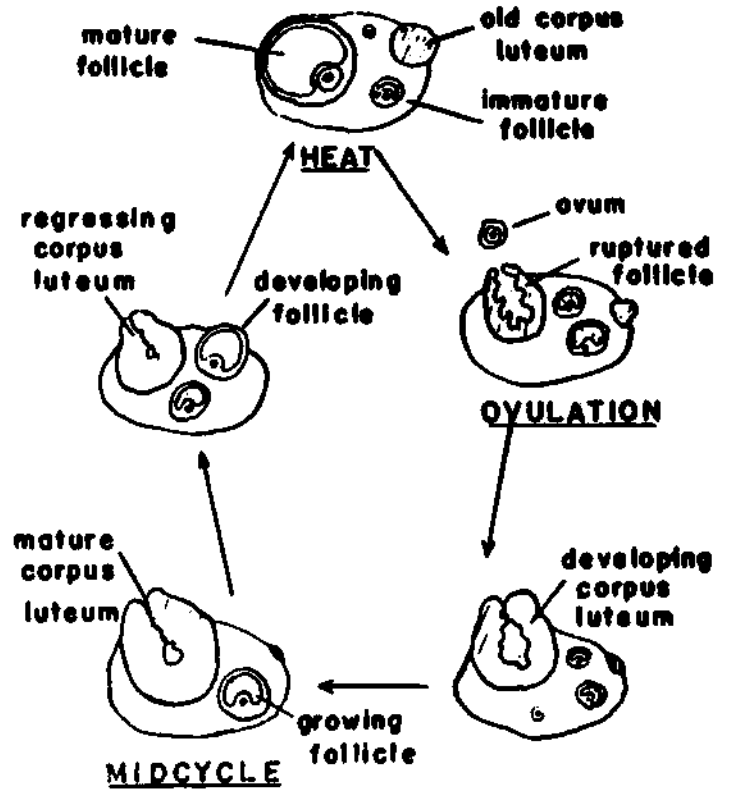 mature
follicle
old corpus
luteum
immature
follicle
HEAT
ovum
ruptured
follicle
OVULATION
regressing
corpus
luteum
developing
follicle
mature
corpus
luteum
developing
corpus
luteum
growing
follicle
MIDCYCLE